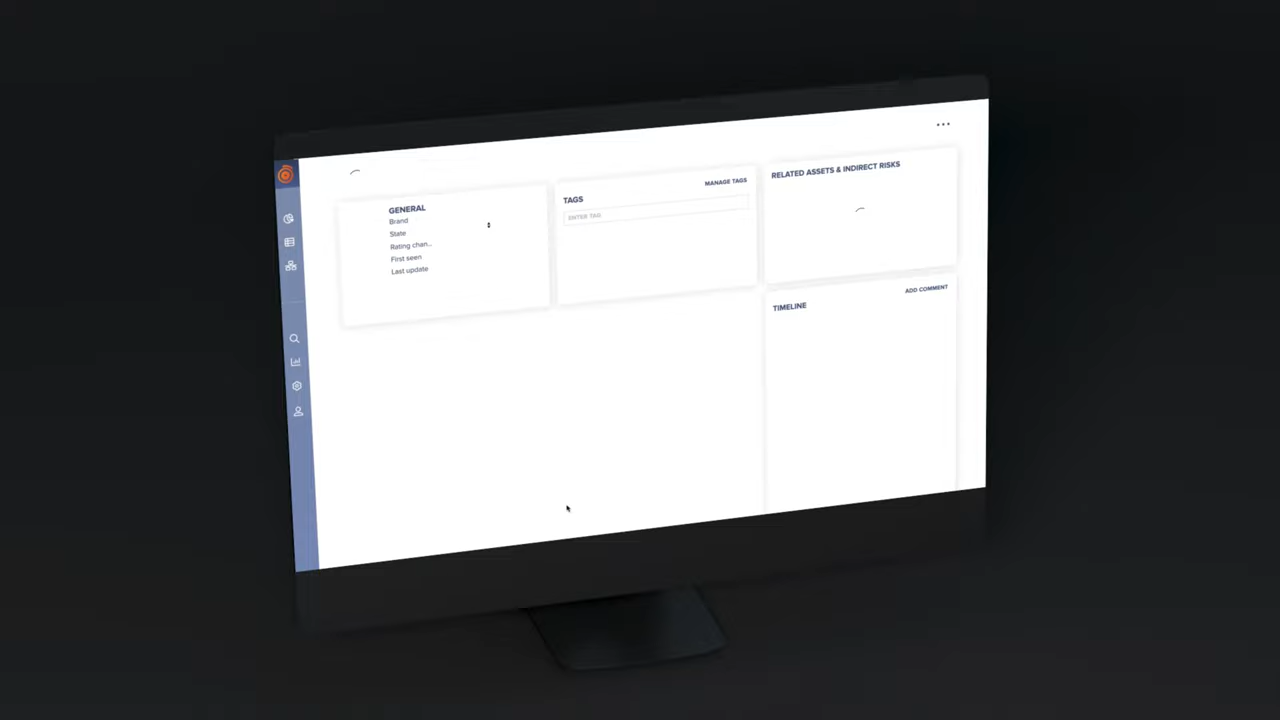 GENERAL
Brand
State
Rating chan...
First seen
Last update
MANAGE TAGS
TAGS
ENTER TAG
RELATED ASSETS & INDIRECT RISKS
ADD COMMENT
TIMELINE